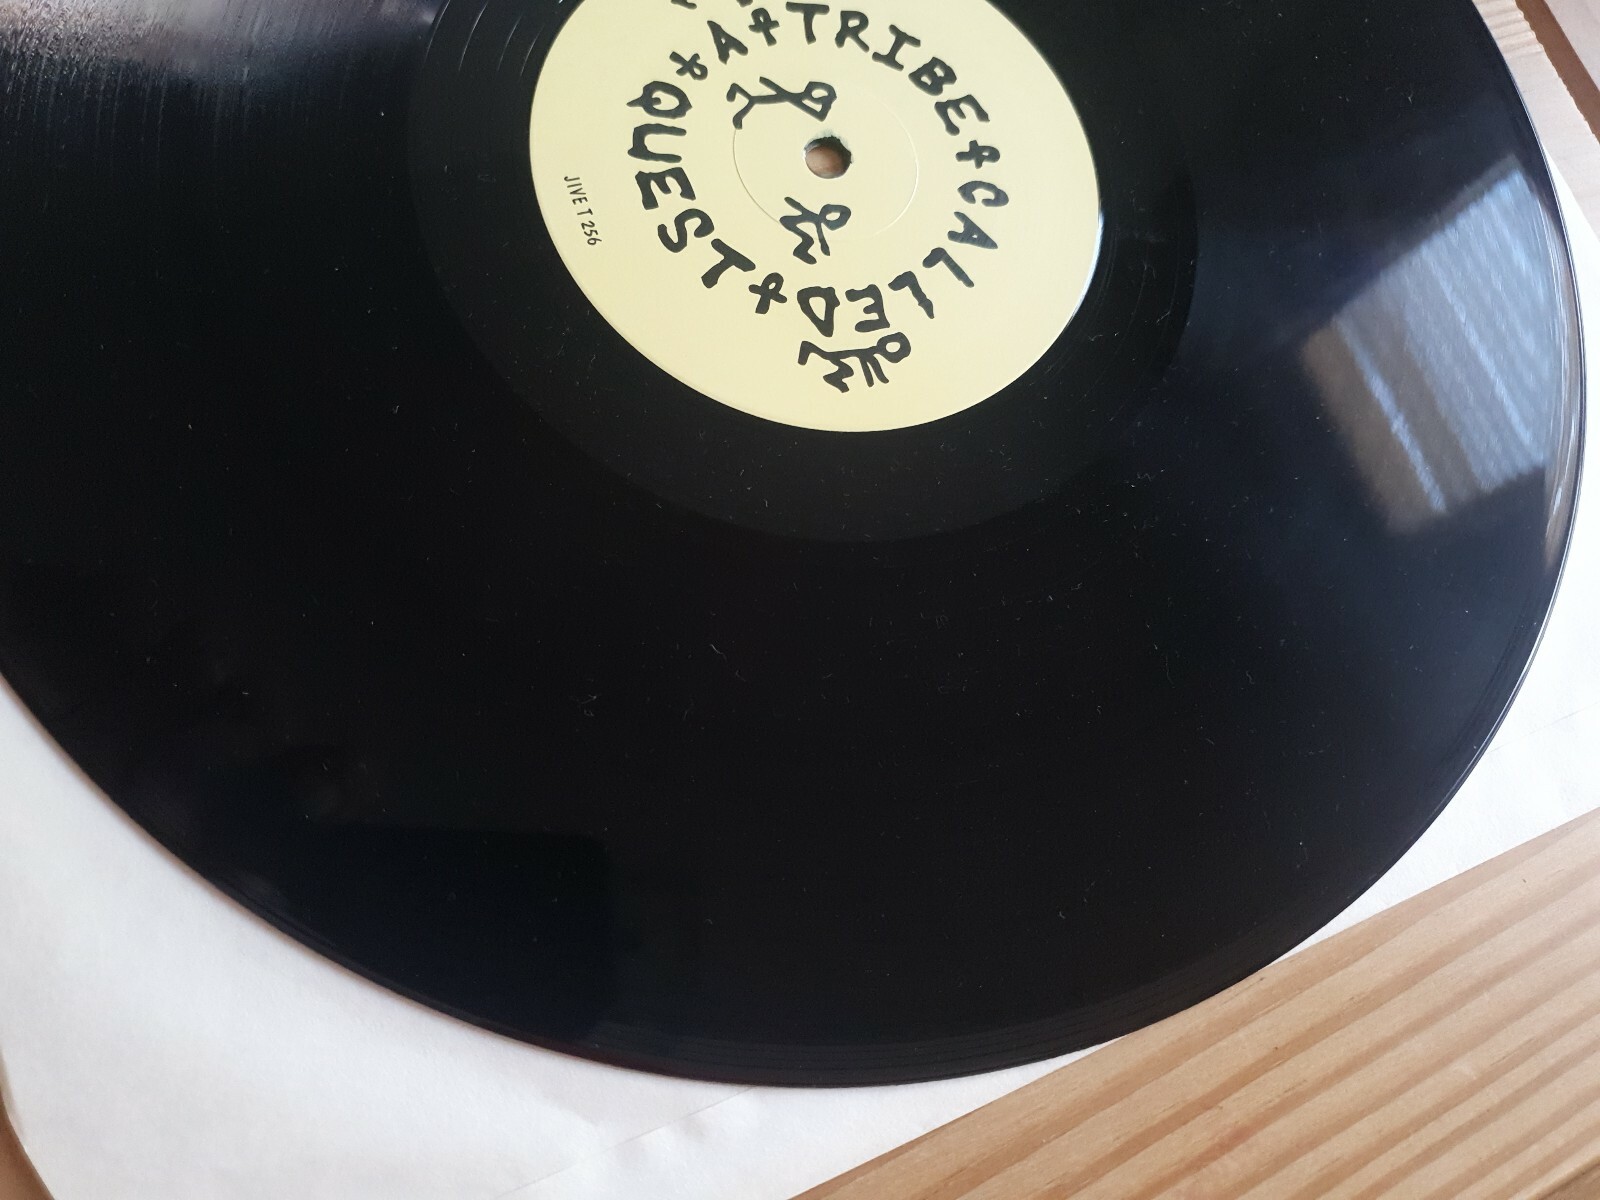 A+TRIBE+CALLED+QUEST+
JIVE T 256